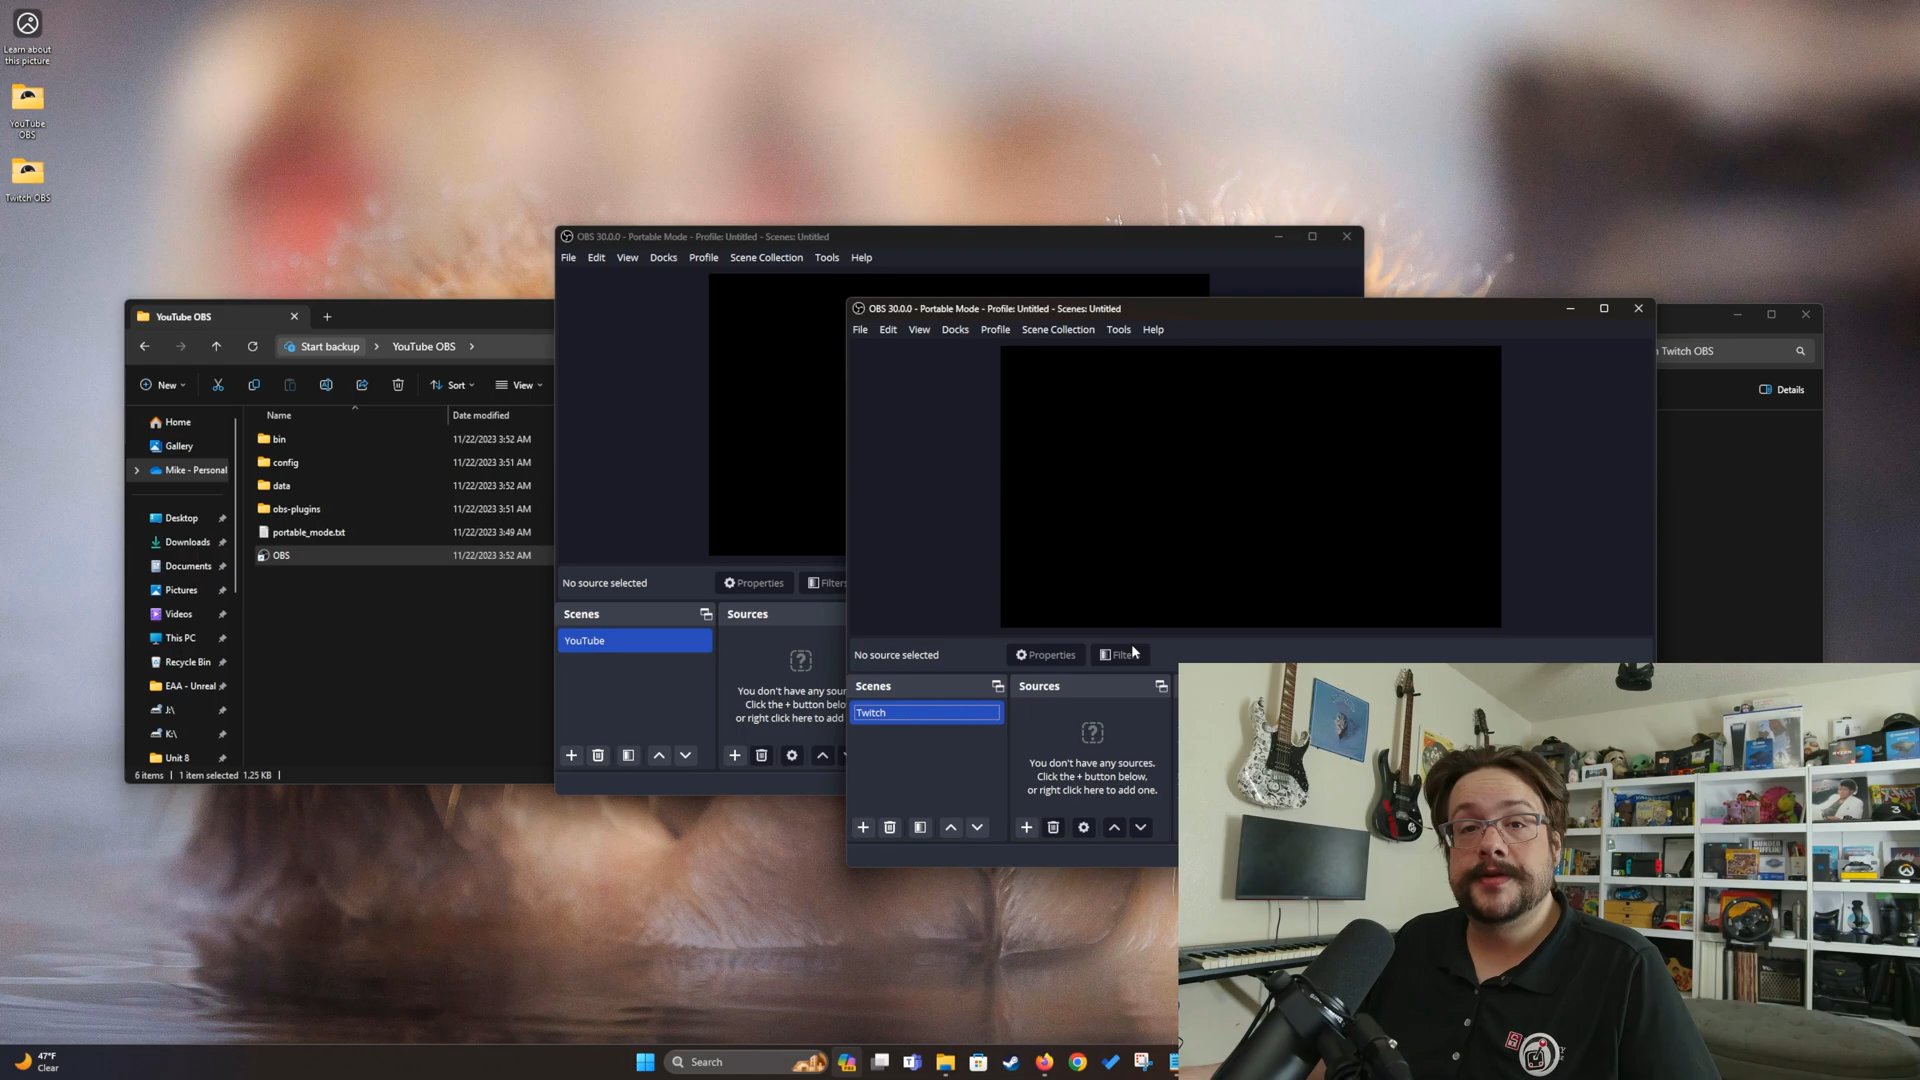 Learn about
this picture
YouTube
OBS
Twitch OBS
OBS 30.0.0 - Portable Mode - Profile: Untitled - Scenes: Untitled
File Edit View Docks Profile Scene Collection Tools Help
YouTube OBS
Start backup > YouTube OBS >
New Sort View
Name Date modified
Home
Gallery
Mike - Personal
Desktop
Downloads
Documents
Pictures
Videos
This PC
Recycle Bin
EAA - Unreal
J:\
K:\
Unit 8
bin 11/22/2023 3:52 AM
config 11/22/2023 3:51 AM
data 11/22/2023 3:52 AM
obs-plugins 11/22/2023 3:51 AM
portable_mode.txt 11/22/2023 3:49 AM
OBS 11/22/2023 3:52 AM
6 items 1 item selected 1.25 KB
No source selected Properties Filters
Scenes Sources
YouTube
You don't have any sour
Click the + button belo
or right click here to add
OBS 30.0.0 - Portable Mode - Profile: Untitled - Scenes: Untitled
File Edit View Docks Profile Scene Collection Tools Help
No source selected Properties Filte
Scenes Sources
Twitch
You don't have any sources.
Click the + button below,
or right click here to add one.
Twitch OBS
Details
47°F
Clear
Search